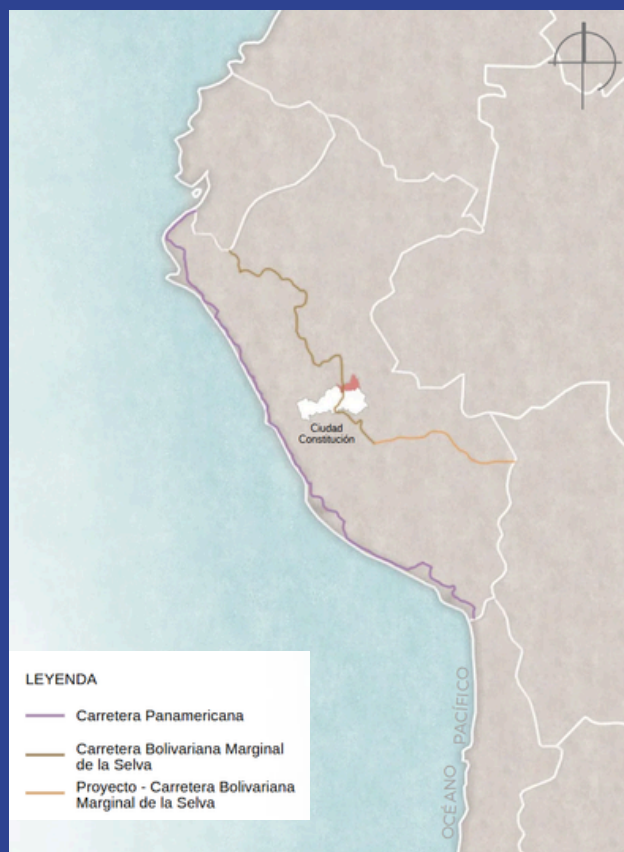 Ciudad
Constitución
LEYENDA
Carretera Panamericana
Carretera Bolivariana Marginal
de la Selva
Proyecto - Carretera Bolivariana
Marginal de la Selva
OCÉANO PACÍFICO